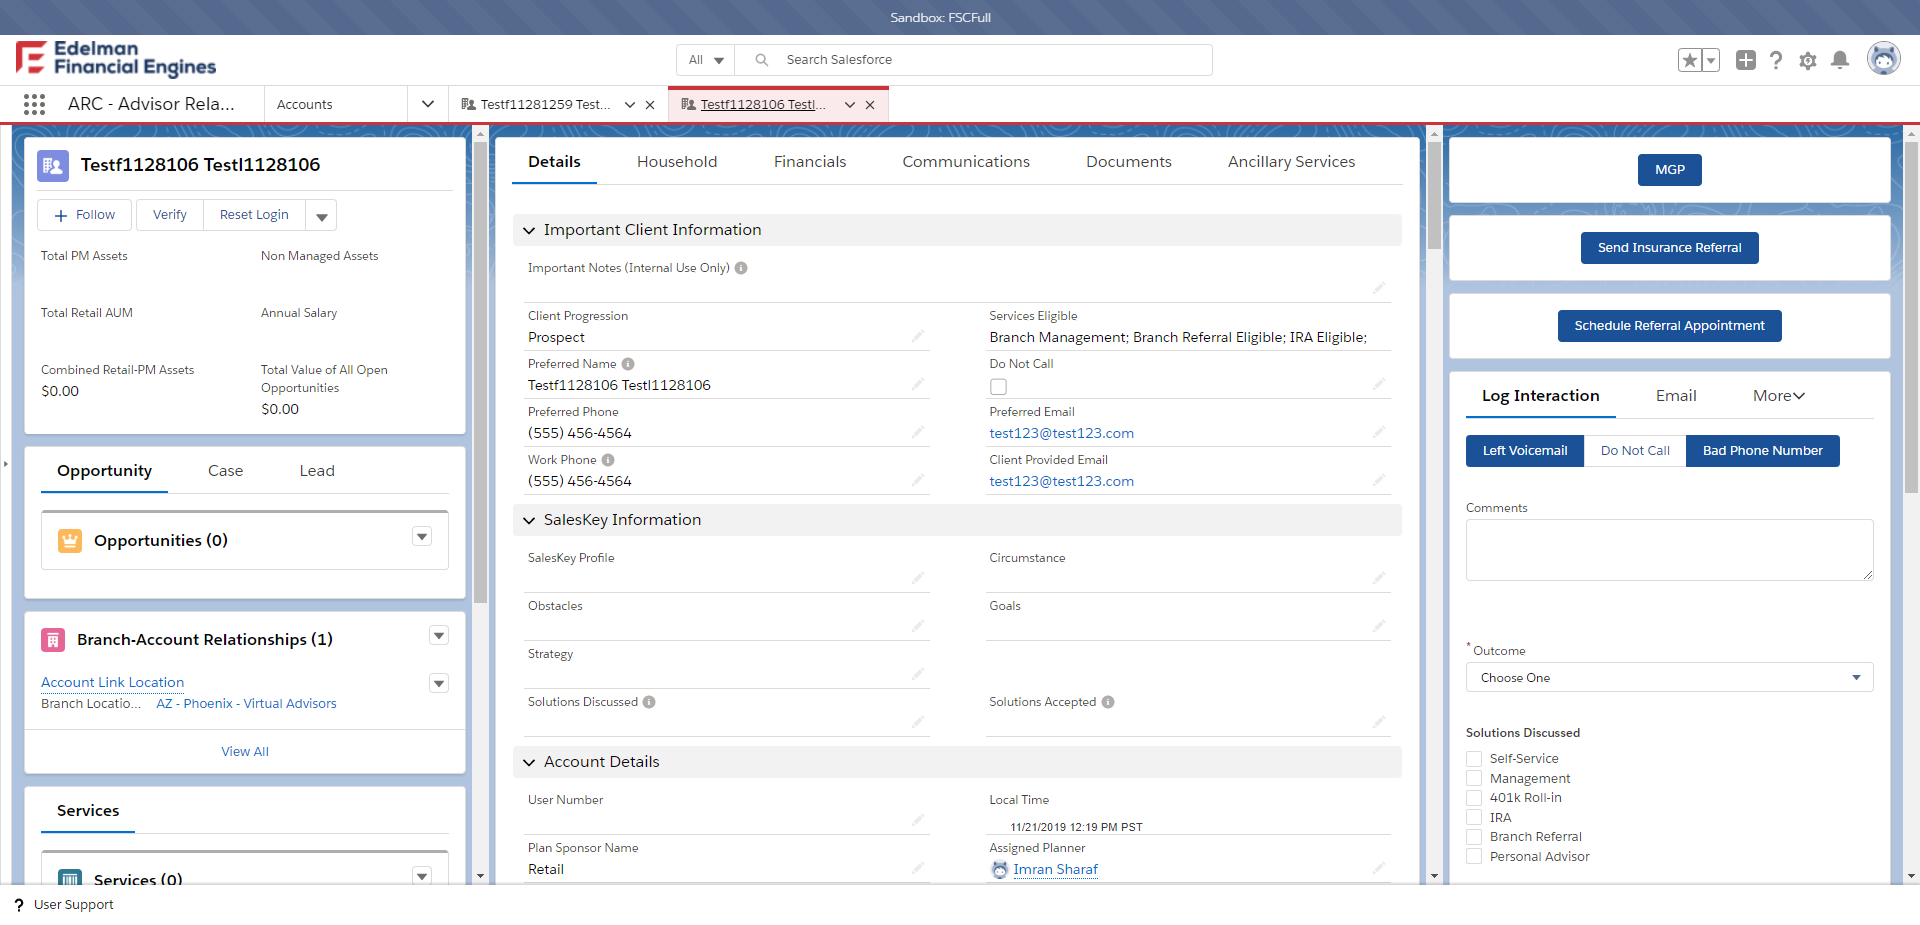 Sandbox: FSCFull
Edelman
Financial Engines
All
Search Salesforce
ARC - Advisor Rela...
Accounts
Testf11281259 Test...
Testf1128106 Testl...
Testf1128106 Testl1128106
Follow
Verify
Reset Login
Total PM Assets
Non Managed Assets
Total Retail AUM
Annual Salary
Combined Retail-PM Assets
$0.00
Total Value of All Open
Opportunities
$0.00
Opportunity
Case
Lead
Opportunities (0)
Branch-Account Relationships (1)
Account Link Location
Branch Locatio... AZ - Phoenix - Virtual Advisors
View All
Services
Services (0)
Details
Household
Financials
Communications
Documents
Ancillary Services
Important Client Information
Important Notes (Internal Use Only)
Client Progression
Prospect
Services Eligible
Branch Management; Branch Referral Eligible; IRA Eligible;
Preferred Name
Testf1128106 Testl1128106
Do Not Call
Preferred Phone
(555) 456-4564
Preferred Email
test123@test123.com
Work Phone
(555) 456-4564
Client Provided Email
test123@test123.com
SalesKey Information
SalesKey Profile
Circumstance
Obstacles
Goals
Strategy
Solutions Discussed
Solutions Accepted
Account Details
User Number
Local Time
11/21/2019 12:19 PM PST
Plan Sponsor Name
Retail
Assigned Planner
Imran Sharaf
MGP
Send Insurance Referral
Schedule Referral Appointment
Log Interaction
Email
More
Left Voicemail
Do Not Call
Bad Phone Number
Comments
* Outcome
Choose One
Solutions Discussed
Self-Service
Management
401k Roll-in
IRA
Branch Referral
Personal Advisor
? User Support